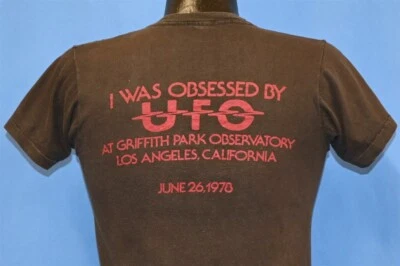 I WAS OBSESSED BY
UFO
AT GRIFFITH PARK OBSERVATORY
LOS ANGELES, CALIFORNIA
JUNE 26, 1978